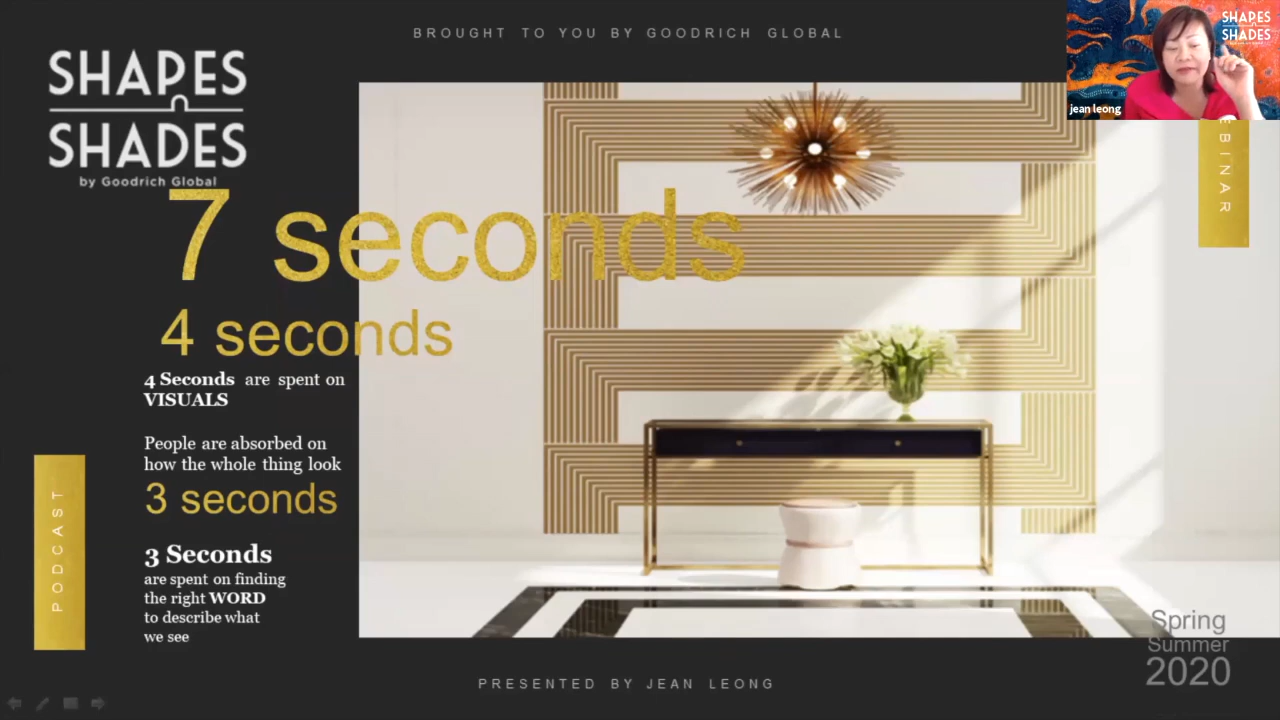 BROUGHT TO YOU BY GOODRICH GLOBAL
SHAPES
SHADES
by Goodrich Global
SHAPES
SHADES
jean leong
EBINAR
7 seconds
4 seconds
4 Seconds are spent on
VISUALS
People are absorbed on
how the whole thing look
3 seconds
3 Seconds
are spent on finding
the right WORD
to describe what
we see
PODCAST
Spring
Summer
2020
PRESENTED BY JEAN LEONG